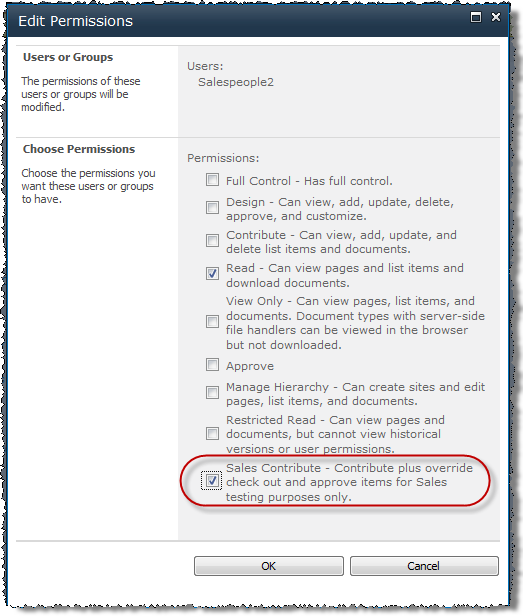 Edit Permissions
Users or Groups
The permissions of these
users or groups will be
modified.
Users:
Salespeople2
Choose Permissions
Choose the permissions you
want these users or groups
to have.
Permissions:
Full Control - Has full control.
Design - Can view, add, update, delete,
approve, and customize.
Contribute - Can view, add, update, and
delete list items and documents.
Read - Can view pages and list items and
download documents.
View Only - Can view pages, list items, and
documents. Document types with server-side
file handlers can be viewed in the browser
but not downloaded.
Approve
Manage Hierarchy - Can create sites and edit
pages, list items, and documents.
Restricted Read - Can view pages and
documents, but cannot view historical
versions or user permissions.
Sales Contribute - Contribute plus override
check out and approve items for Sales
testing purposes only.
OK
Cancel